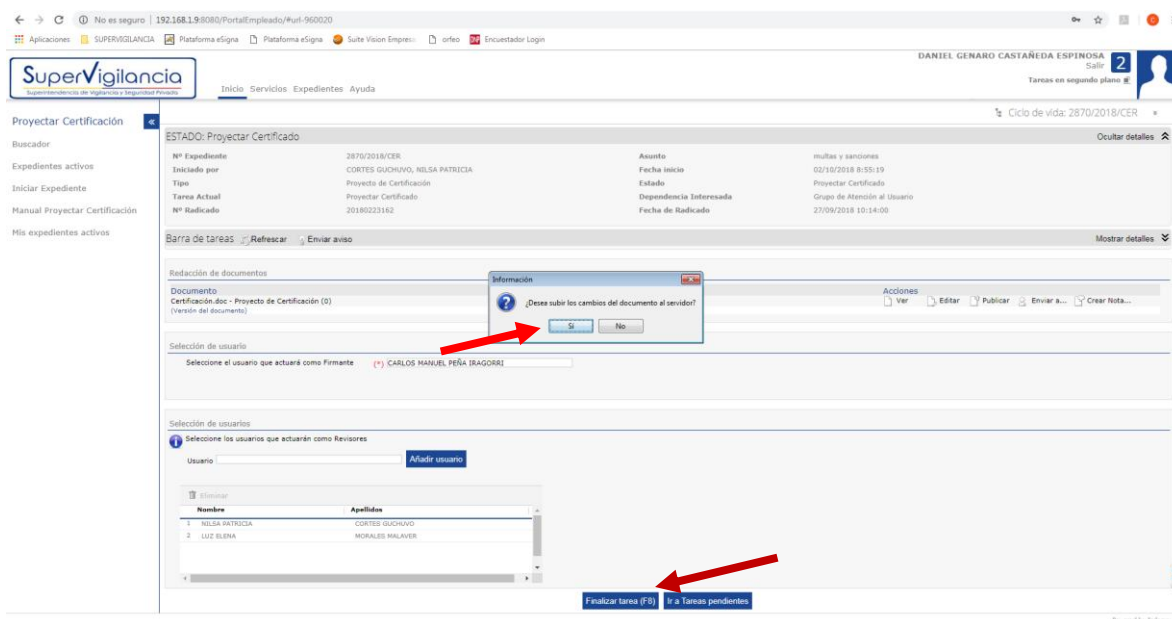 No es seguro | 192.168.1.9:8080/PortalEmpleado/#url-960020
Aplicaciones SUPERVIGILANCIA Plataforma eSigna Plataforma eSigna Suite Vision Empres: orfeo Encuestador Login
DANIEL GENARO CASTAÑEDA ESPINOSA
Salir
2
Tareas en segundo plano
SuperVigilancia
Superintendencia de Vigilancia y Seguridad Privada
Inicio Servicios Expedientes Ayuda
Ciclo de vida: 2870/2018/CER
Proyectar Certificación
Buscador
Expedientes activos
Iniciar Expediente
Manual Proyectar Certificación
Mis expedientes activos
ESTADO: Proyectar Certificado Ocultar detalles
Nº Expediente 2870/2018/CER Asunto multas y sanciones
Iniciado por CORTES GUCHUVO, NILSA PATRICIA Fecha inicio 02/10/2018 8:55:19
Tipo Proyecto de Certificación Estado Proyectar Certificado
Tarea Actual Proyectar Certificado Dependencia Interesada Grupo de Atención al Usuario
Nº Radicado 20180223162 Fecha de Radicado 27/09/2018 10:14:00
Barra de tareas Refrescar Enviar aviso Mostrar detalles
Redacción de documentos
Documento Acciones
Certificación.doc - Proyecto de Certificación (0) Ver Editar Publicar Enviar a... Crear Nota...
(Versión del documento)
Información
¿Desea subir los cambios del documento al servidor?
Sí No
Selección de usuario
Seleccione el usuario que actuará como Firmante (*) CARLOS MANUEL PEÑA IRAGORRI
Selección de usuarios
Seleccione los usuarios que actuarán como Revisores
Usuario Añadir usuario
Eliminar
Nombre Apellidos
1 NILSA PATRICIA CORTES GUCHUVO
2 LUZ ELENA MORALES MALAVER
Finalizar tarea (F8) Ir a Tareas pendientes